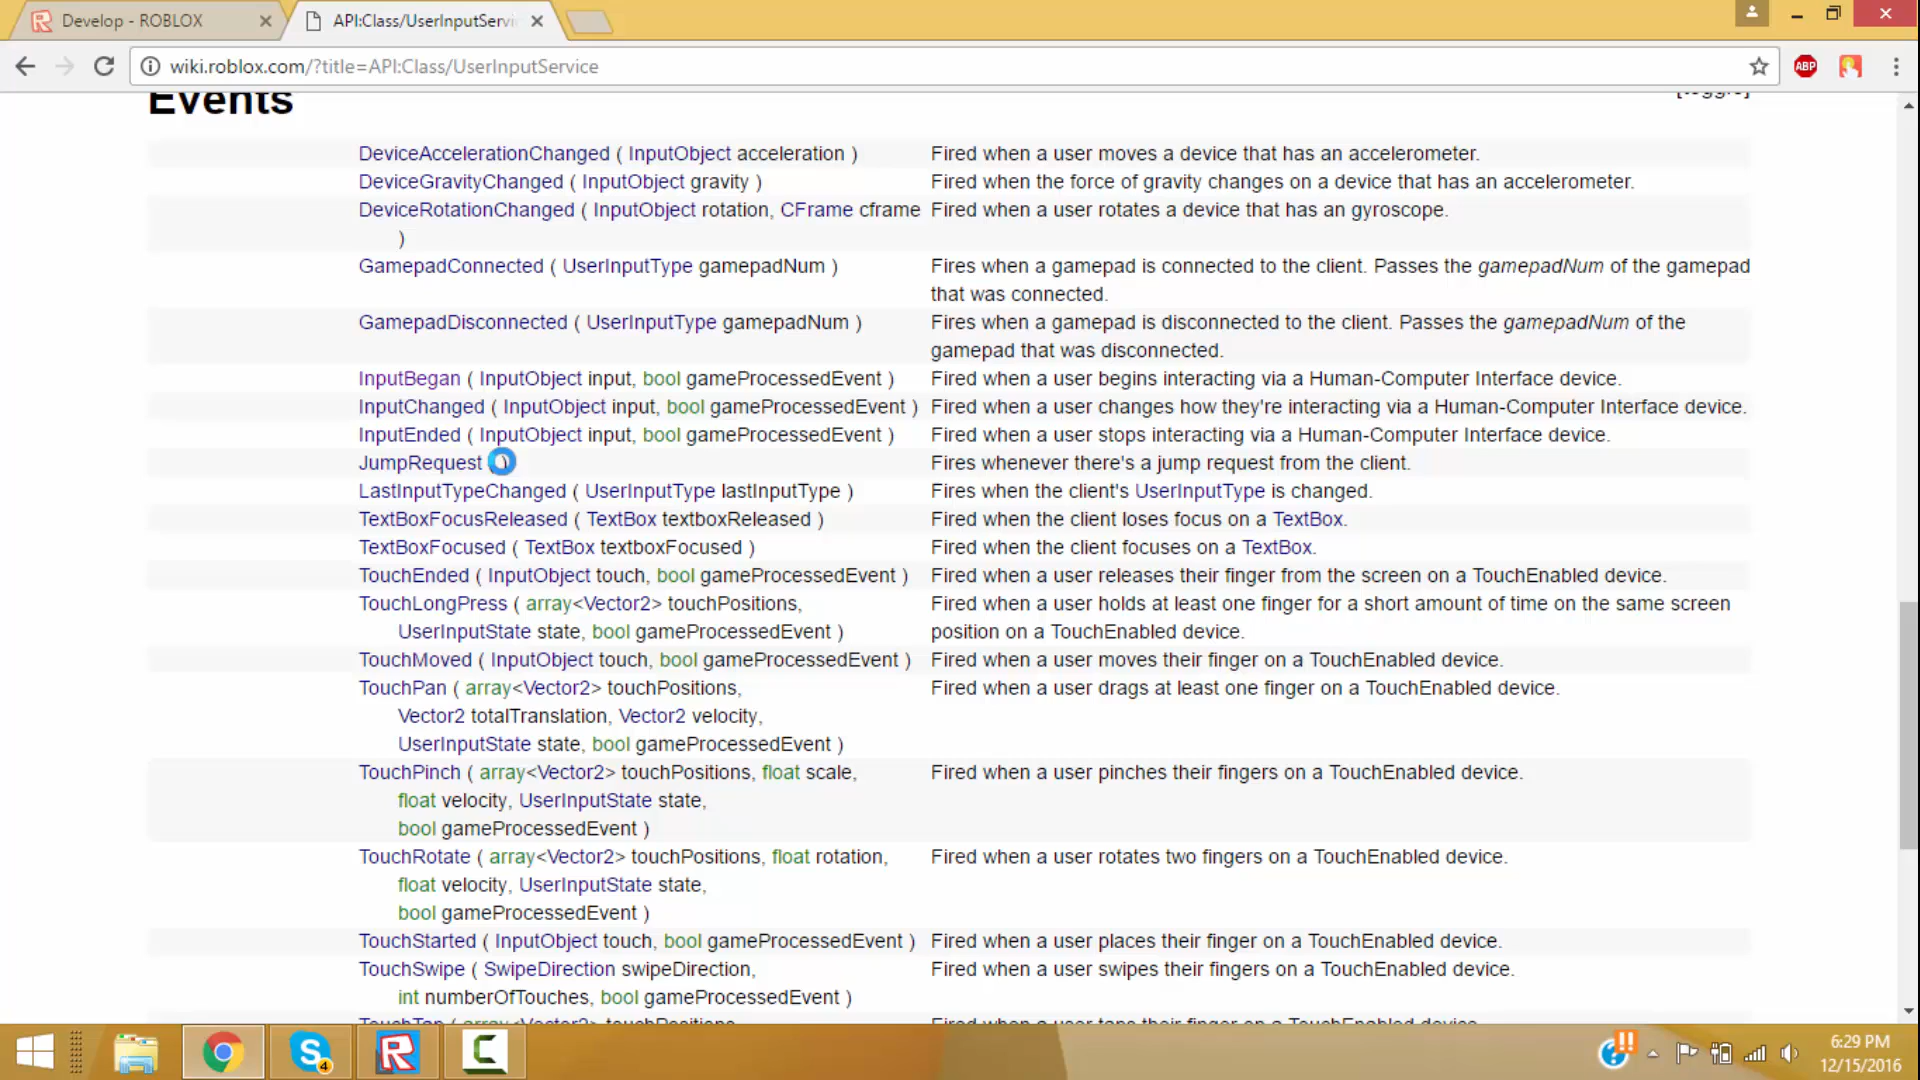 Develop - ROBLOX
API:Class/UserInputServi
wiki.roblox.com/?title=API:Class/UserInputService
ABP
Events
[toggle]
DeviceAccelerationChanged ( InputObject acceleration ) Fired when a user moves a device that has an accelerometer.
DeviceGravityChanged ( InputObject gravity ) Fired when the force of gravity changes on a device that has an accelerometer.
DeviceRotationChanged ( InputObject rotation, CFrame cframe Fired when a user rotates a device that has an gyroscope.
)
GamepadConnected ( UserInputType gamepadNum ) Fires when a gamepad is connected to the client. Passes the gamepadNum of the gamepad
that was connected.
GamepadDisconnected ( UserInputType gamepadNum ) Fires when a gamepad is disconnected to the client. Passes the gamepadNum of the
gamepad that was disconnected.
InputBegan ( InputObject input, bool gameProcessedEvent ) Fired when a user begins interacting via a Human-Computer Interface device.
InputChanged ( InputObject input, bool gameProcessedEvent ) Fired when a user changes how they're interacting via a Human-Computer Interface device.
InputEnded ( InputObject input, bool gameProcessedEvent ) Fired when a user stops interacting via a Human-Computer Interface device.
JumpRequest ( ) Fires whenever there's a jump request from the client.
LastInputTypeChanged ( UserInputType lastInputType ) Fires when the client's UserInputType is changed.
TextBoxFocusReleased ( TextBox textboxReleased ) Fired when the client loses focus on a TextBox.
TextBoxFocused ( TextBox textboxFocused ) Fired when the client focuses on a TextBox.
TouchEnded ( InputObject touch, bool gameProcessedEvent ) Fired when a user releases their finger from the screen on a TouchEnabled device.
TouchLongPress ( array<Vector2> touchPositions, Fired when a user holds at least one finger for a short amount of time on the same screen
UserInputState state, bool gameProcessedEvent ) position on a TouchEnabled device.
TouchMoved ( InputObject touch, bool gameProcessedEvent ) Fired when a user moves their finger on a TouchEnabled device.
TouchPan ( array<Vector2> touchPositions, Fired when a user drags at least one finger on a TouchEnabled device.
Vector2 totalTranslation, Vector2 velocity,
UserInputState state, bool gameProcessedEvent )
TouchPinch ( array<Vector2> touchPositions, float scale, Fired when a user pinches their fingers on a TouchEnabled device.
float velocity, UserInputState state,
bool gameProcessedEvent )
TouchRotate ( array<Vector2> touchPositions, float rotation, Fired when a user rotates two fingers on a TouchEnabled device.
float velocity, UserInputState state,
bool gameProcessedEvent )
TouchStarted ( InputObject touch, bool gameProcessedEvent ) Fired when a user places their finger on a TouchEnabled device.
TouchSwipe ( SwipeDirection swipeDirection, Fired when a user swipes their fingers on a TouchEnabled device.
int numberOfTouches, bool gameProcessedEvent )
TouchTap ( array<Vector2> touchPositions, Fired when a user taps their finger on a TouchEnabled device.
4
6:29 PM
12/15/2016